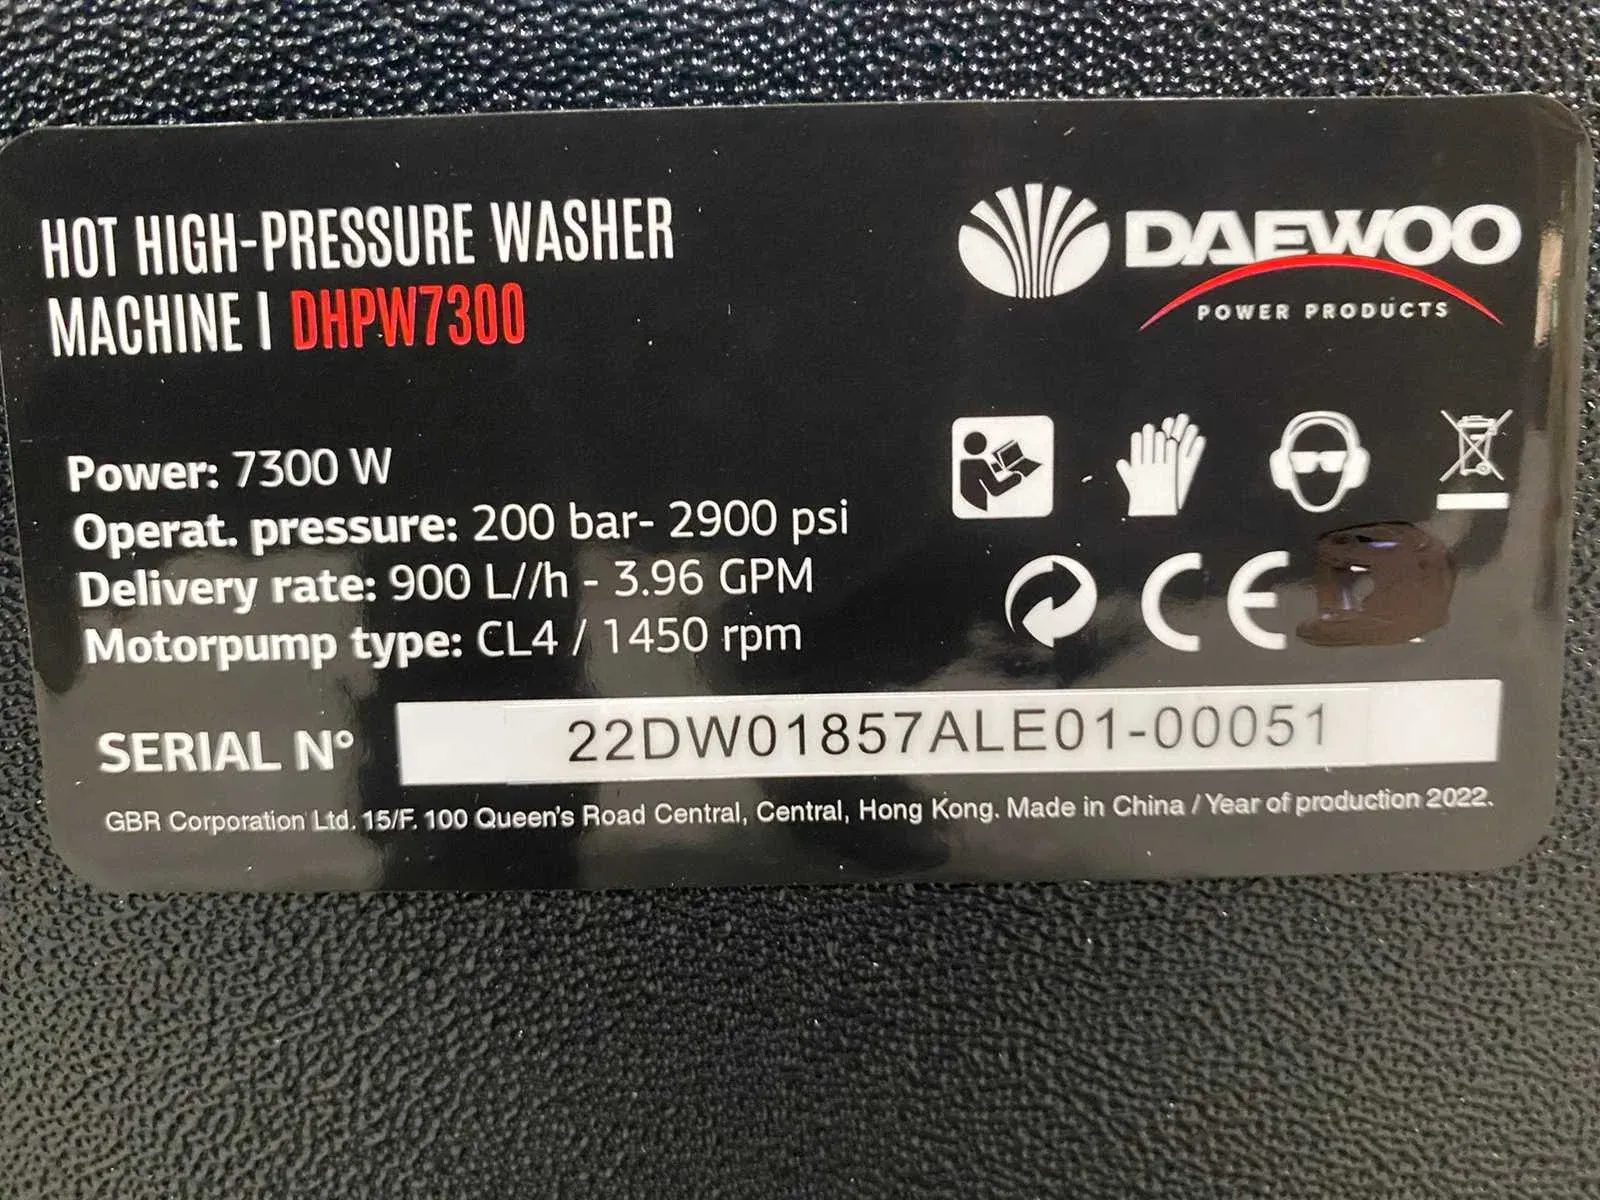 HOT HIGH-PRESSURE WASHER
MACHINE | DHPW7300
DAEWOO
POWER PRODUCTS
Power: 7300 W
Operat. pressure: 200 bar- 2900 psi
Delivery rate: 900 L//h - 3.96 GPM
Motorpump type: CL4 / 1450 rpm
CE
SERIAL N° 22DW01857ALE01-00051
GBR Corporation Ltd. 15/F. 100 Queen's Road Central, Central, Hong Kong. Made in China / Year of production 2022.